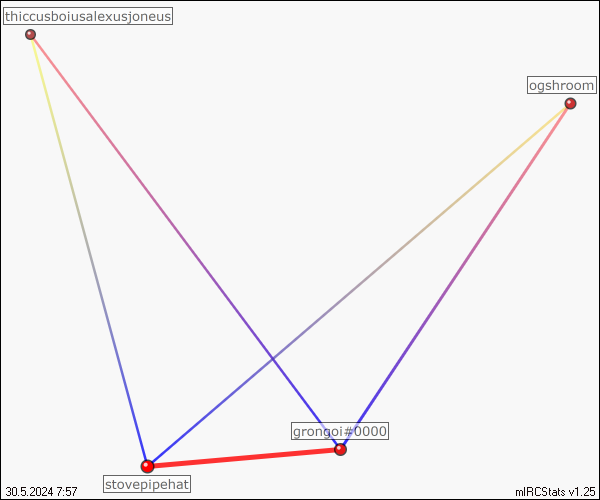 thiccusboiusalexusjoneus
ogshroom
grongoi#0000
stovepipehat
30.5.2024 7:57
mIRCStats v1.25